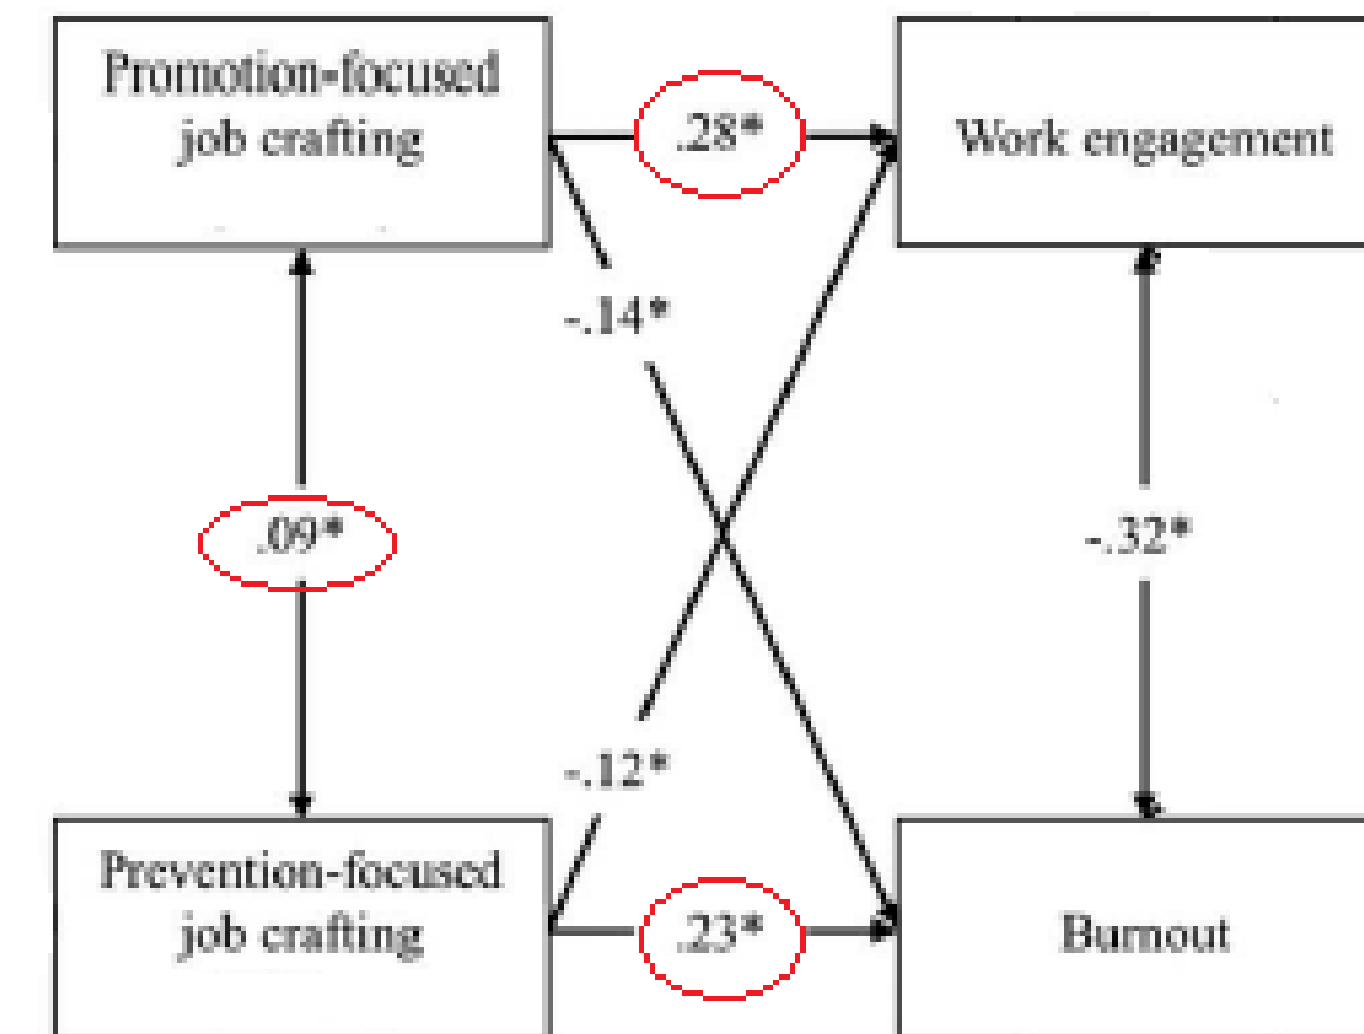 Promotion-focused
job crafting
.28*
Work engagement
-.14*
.09*
-.32*
-.12*
Prevention-focused
job crafting
.23*
Burnout